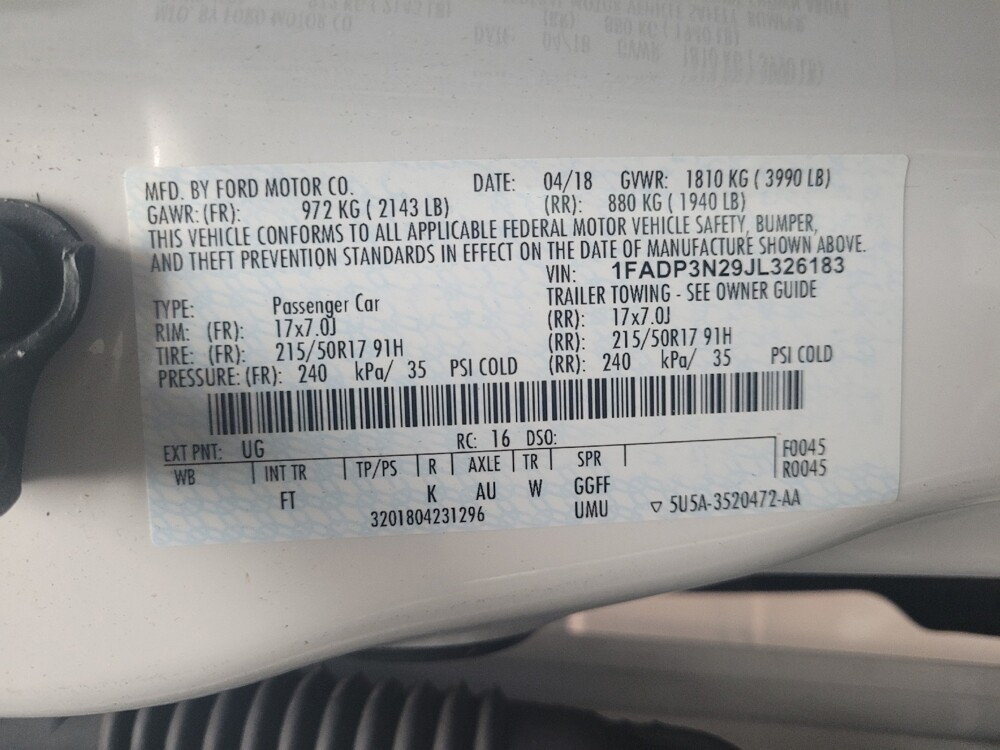 MFD. BY FORD MOTOR CO. DATE: 04/18 GVWR: 1810 KG ( 3990 LB)
GAWR: (FR): 972 KG ( 2143 LB) (RR): 880 KG ( 1940 LB)
THIS VEHICLE CONFORMS TO ALL APPLICABLE FEDERAL MOTOR VEHICLE SAFETY, BUMPER,
AND THEFT PREVENTION STANDARDS IN EFFECT ON THE DATE OF MANUFACTURE SHOWN ABOVE.
VIN: 1FADP3N29JL326183
TYPE: Passenger Car TRAILER TOWING - SEE OWNER GUIDE
RIM: (FR): 17x7.0J (RR): 17x7.0J
TIRE: (FR): 215/50R17 91H (RR): 215/50R17 91H
PRESSURE: (FR): 240 kPa/ 35 PSI COLD (RR): 240 kPa/ 35 PSI COLD
EXT PNT: UG RC: 16 DSO:
WB INT TR TP/PS R AXLE TR SPR F0045
R0045
FT K AU W GGFF
3201804231296 UMU ▽ 5U5A-3520472-AA